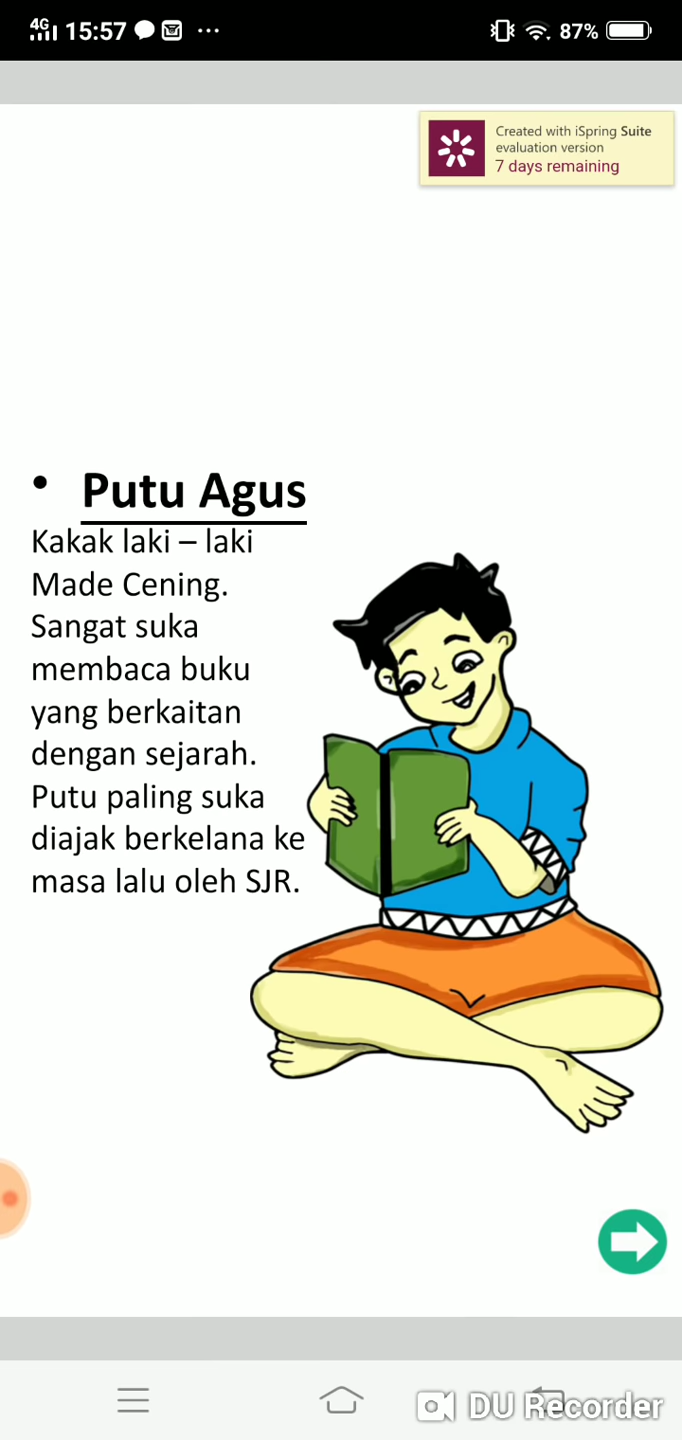 4G 15:57 ... 87%
Created with iSpring Suite
evaluation version
7 days remaining
• Putu Agus
Kakak laki – laki
Made Cening.
Sangat suka
membaca buku
yang berkaitan
dengan sejarah.
Putu paling suka
diajak berkelana ke
masa lalu oleh SJR.
DU Recorder